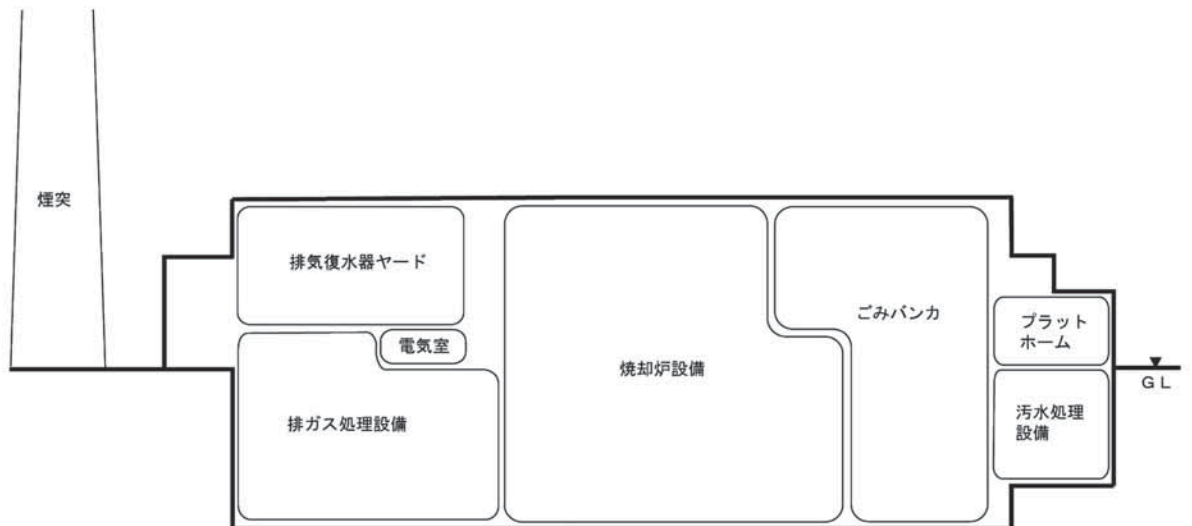 煙突
排気復水器ヤード
電気室
排ガス処理設備
焼却炉設備
ごみバンカ
プラット
ホーム
汚水処理
設備
GL